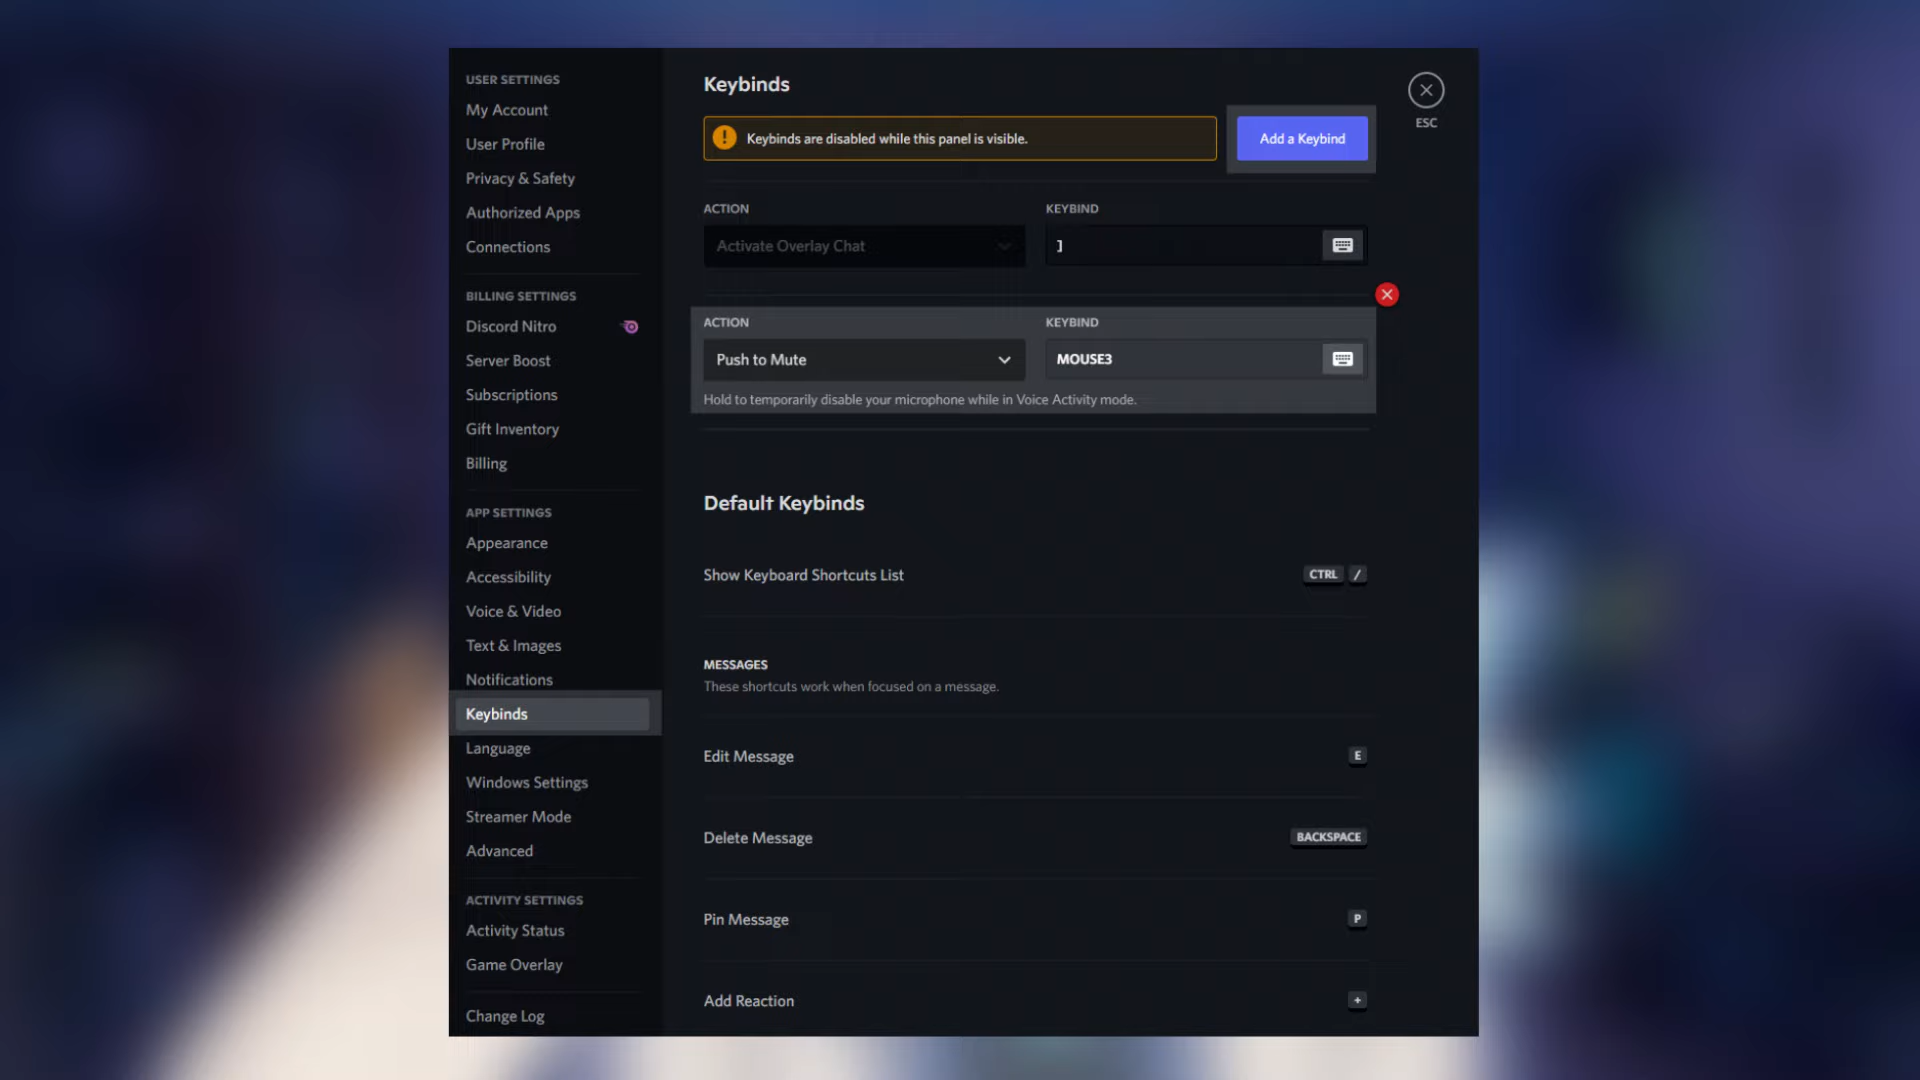 USER SETTINGS
My Account
User Profile
Privacy & Safety
Authorized Apps
Connections
BILLING SETTINGS
Discord Nitro
Server Boost
Subscriptions
Gift Inventory
Billing
APP SETTINGS
Appearance
Accessibility
Voice & Video
Text & Images
Notifications
Keybinds
Language
Windows Settings
Streamer Mode
Advanced
ACTIVITY SETTINGS
Activity Status
Game Overlay
Change Log
Keybinds
Keybinds are disabled while this panel is visible.
Add a Keybind
ESC
ACTION KEYBIND
Activate Overlay Chat ]
ACTION KEYBIND
Push to Mute MOUSE3
Hold to temporarily disable your microphone while in Voice Activity mode.
Default Keybinds
Show Keyboard Shortcuts List CTRL /
MESSAGES
These shortcuts work when focused on a message.
Edit Message E
Delete Message BACKSPACE
Pin Message P
Add Reaction +